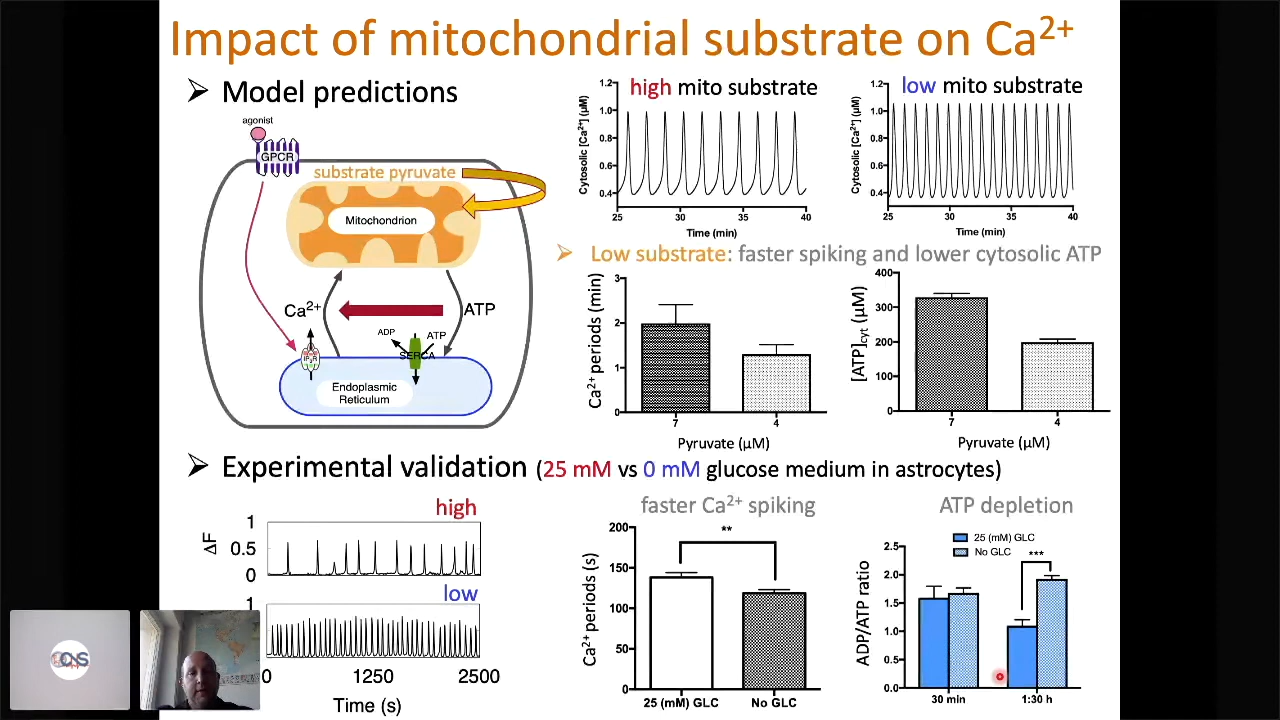 Impact of mitochondrial substrate on Ca²⁺
➢ Model predictions
agonist
GPCR
substrate pyruvate
Mitochondrion
Ca²⁺
ATP
ADP
ATP
IP₃R
SERCA
Endoplasmic
Reticulum
high mito substrate
Cytosolic [Ca²⁺] (µM)
1.2
1.0
0.8
0.6
0.4
25
30
35
40
Time (min)
low mito substrate
Cytosolic [Ca²⁺] (µM)
1.2
1.0
0.8
0.6
0.4
25
30
35
40
Time (min)
➢ Low substrate: faster spiking and lower cytosolic ATP
Ca²⁺ periods (min)
3
2
1
0
7
4
Pyruvate (µM)
[ATP]cyt (µM)
400
300
200
100
0
7
4
Pyruvate (µM)
➢ Experimental validation (25 mM vs 0 mM glucose medium in astrocytes)
high
ΔF
1
0.5
0
low
1
0
1250
2500
Time (s)
faster Ca²⁺ spiking
Ca²⁺ periods (s)
200
150
100
50
0
**
25 (mM) GLC
No GLC
ATP depletion
25 (mM) GLC
No GLC
ADP/ATP ratio
2.5
2.0
1.5
1.0
0.5
0.0
***
30 min
1:30 h